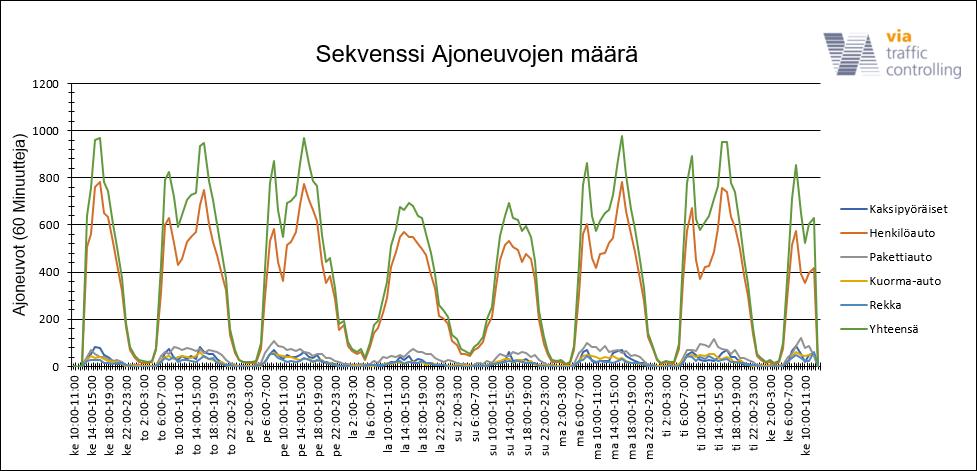 Sekvenssi Ajoneuvojen määrä
via
traffic
controlling
Ajoneuvot (60 Minuutteja)
1200
1000
800
600
400
200
0
ke 10:00-11:00
ke 14:00-15:00
ke 18:00-19:00
ke 22:00-23:00
to 2:00-3:00
to 6:00-7:00
to 10:00-11:00
to 14:00-15:00
to 18:00-19:00
to 22:00-23:00
pe 2:00-3:00
pe 6:00-7:00
pe 10:00-11:00
pe 14:00-15:00
pe 18:00-19:00
pe 22:00-23:00
la 2:00-3:00
la 6:00-7:00
la 10:00-11:00
la 14:00-15:00
la 18:00-19:00
la 22:00-23:00
su 2:00-3:00
su 6:00-7:00
su 10:00-11:00
su 14:00-15:00
su 18:00-19:00
su 22:00-23:00
ma 2:00-3:00
ma 6:00-7:00
ma 10:00-11:00
ma 14:00-15:00
ma 18:00-19:00
ma 22:00-23:00
ti 2:00-3:00
ti 6:00-7:00
ti 10:00-11:00
ti 14:00-15:00
ti 18:00-19:00
ti 22:00-23:00
ke 2:00-3:00
ke 6:00-7:00
ke 10:00-11:00
Kaksipyöräiset
Henkilöauto
Pakettiauto
Kuorma-auto
Rekka
Yhteensä